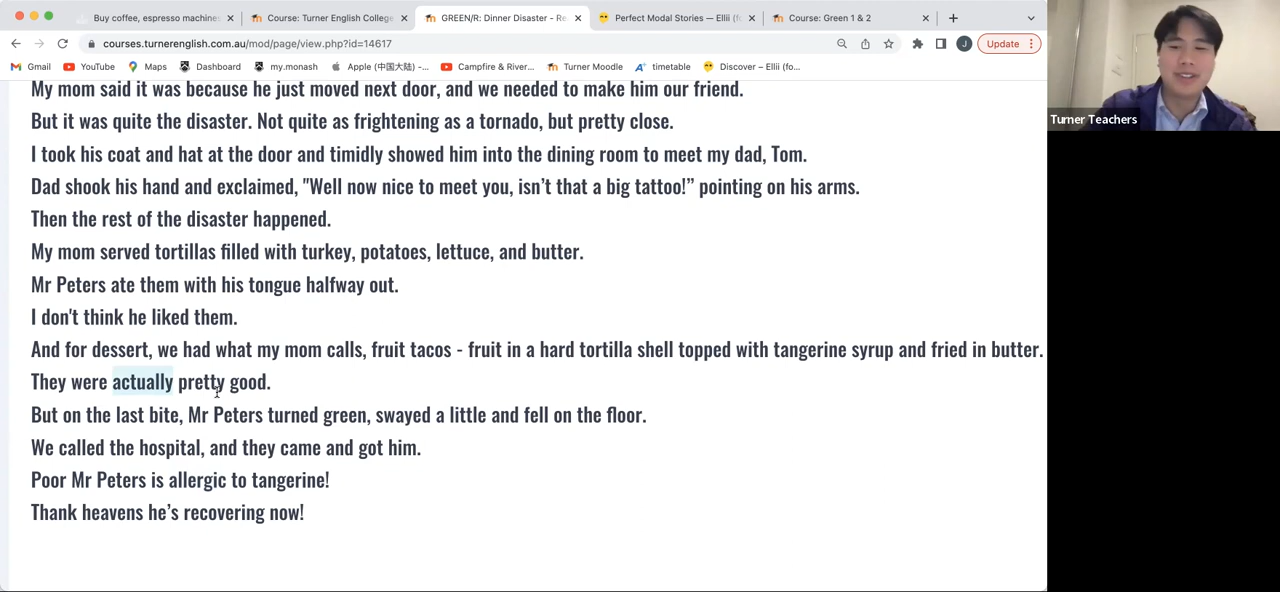 Buy coffee, espresso machine
Course: Turner English College
GREEN/R: Dinner Disaster - Re
Perfect Modal Stories — Ellii (fo
Course: Green 1 & 2
courses.turnerenglish.com.au/mod/page/view.php?id=14617
J
Update
Gmail
YouTube
Maps
Dashboard
my.monash
Apple (中国大陆) -...
Campfire & River...
Turner Moodle
timetable
Discover – Ellii (fo...
My mom said it was because he just moved next door, and we needed to make him our friend.
But it was quite the disaster. Not quite as frightening as a tornado, but pretty close.
I took his coat and hat at the door and timidly showed him into the dining room to meet my dad, Tom.
Dad shook his hand and exclaimed, "Well now nice to meet you, isn’t that a big tattoo!” pointing on his arms.
Then the rest of the disaster happened.
My mom served tortillas filled with turkey, potatoes, lettuce, and butter.
Mr Peters ate them with his tongue halfway out.
I don't think he liked them.
And for dessert, we had what my mom calls, fruit tacos - fruit in a hard tortilla shell topped with tangerine syrup and fried in butter.
They were actually pretty good.
But on the last bite, Mr Peters turned green, swayed a little and fell on the floor.
We called the hospital, and they came and got him.
Poor Mr Peters is allergic to tangerine!
Thank heavens he’s recovering now!
Turner Teachers